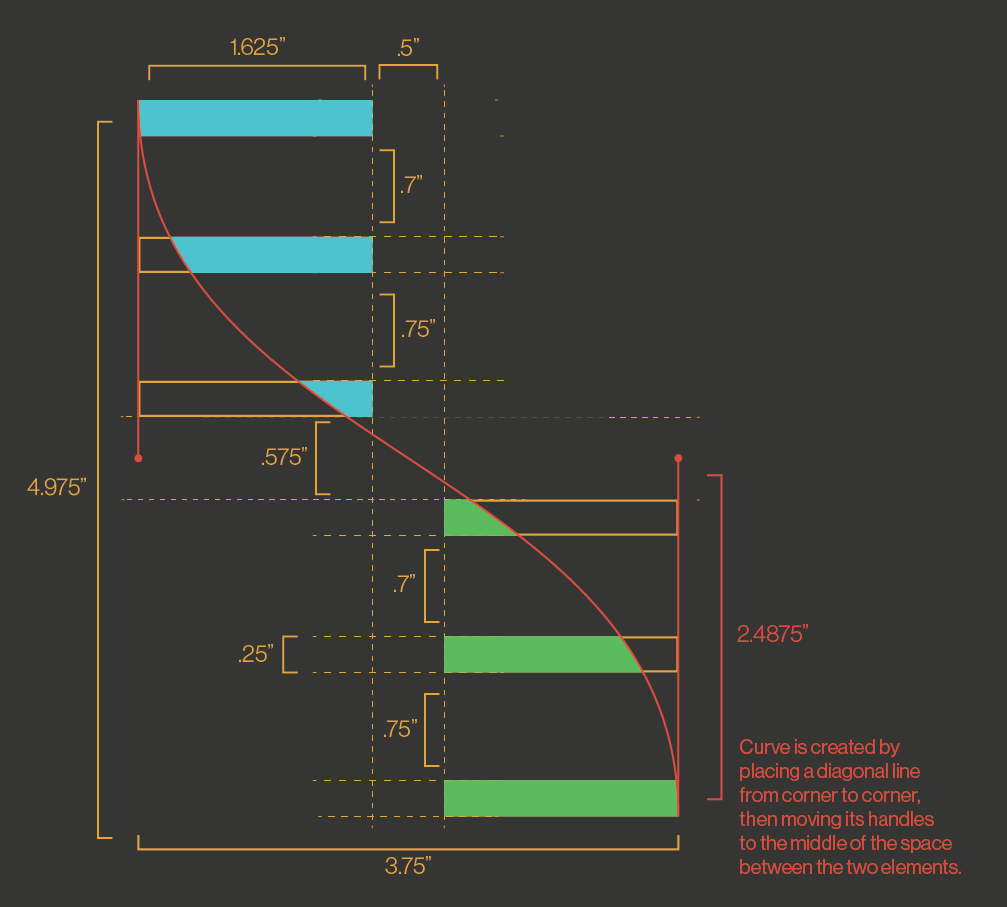 1.625”
.5”
.7”
.75”
.575”
4.975”
.7”
2.4875”
.25”
.75”
Curve is created by
placing a diagonal line
from corner to corner,
then moving its handles
to the middle of the space
between the two elements.
3.75”